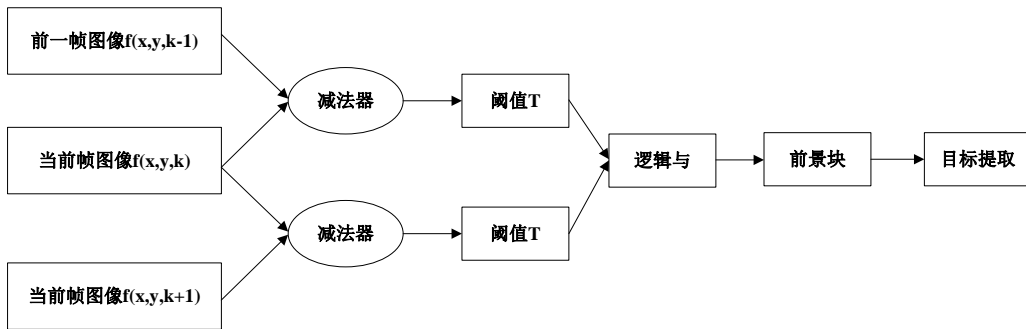 前一帧图像f(x,y,k-1)
减法器
阈值T
当前帧图像f(x,y,k)
逻辑与
前景块
目标提取
减法器
阈值T
当前帧图像f(x,y,k+1)